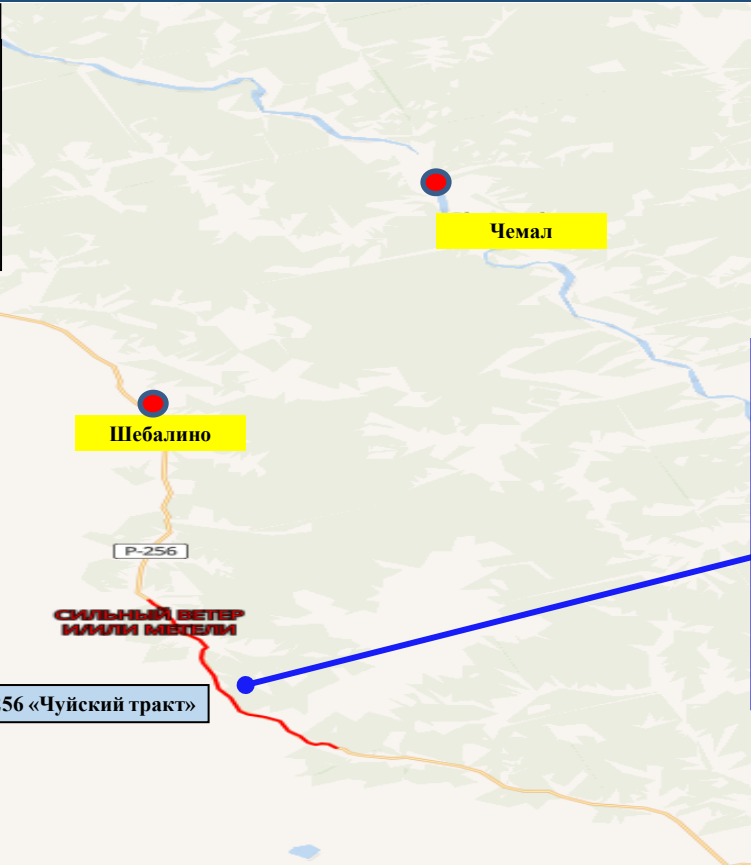 Чемал
Шебалино
P-256
СИЛЬНЫЙ ВЕТЕР
И/ИЛИ МЕТЕЛИ
56 «Чуйский тракт»